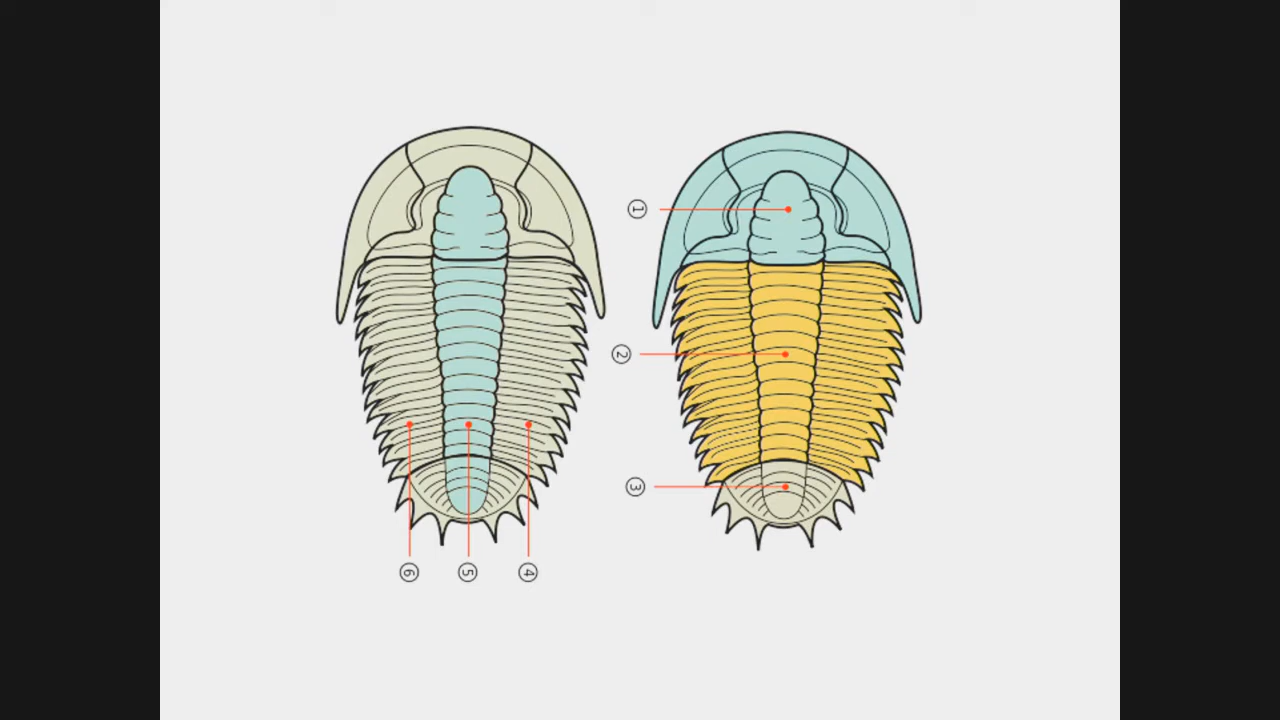 ①
②
③
⑥ ⑤ ④